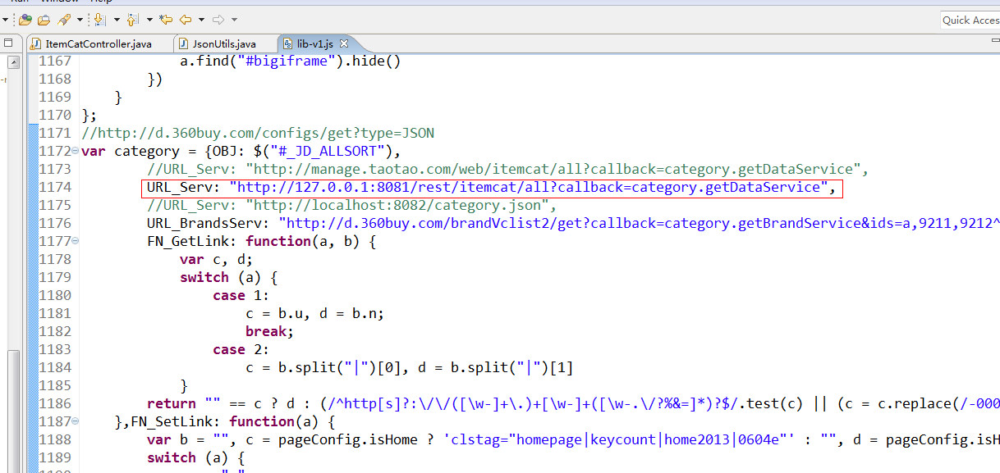 Window Help
Quick Acces
ItemCatController.java JsonUtils.java lib-v1.js
1167 a.find("#bigiframe").hide()
1168 })
1169 }
1170 };
1171 //http://d.360buy.com/configs/get?type=JSON
1172 var category = {OBJ: $("#_JD_ALLSORT"),
1173 //URL_Serv: "http://manage.taotao.com/web/itemcat/all?callback=category.getDataService",
1174 URL_Serv: "http://127.0.0.1:8081/rest/itemcat/all?callback=category.getDataService",
1175 //URL_Serv: "http://localhost:8082/category.json",
1176 URL_BrandsServ: "http://d.360buy.com/brandVclist2/get?callback=category.getBrandService&ids=a,9211,9212^
1177 FN_GetLink: function(a, b) {
1178 var c, d;
1179 switch (a) {
1180 case 1:
1181 c = b.u, d = b.n;
1182 break;
1183 case 2:
1184 c = b.split("|")[0], d = b.split("|")[1]
1185 }
1186 return "" == c ? d : (/^http[s]?:\/\/([\w-]+\.)+[\w-]+([\w-.\/?%&=]*)?$/.test(c) || (c = c.replace(/-000
1187 },FN_SetLink: function(a) {
1188 var b = "", c = pageConfig.isHome ? 'clstag="homepage|keycount|home2013|0604e"' : "", d = pageConfig.isH
1189 switch (a) {